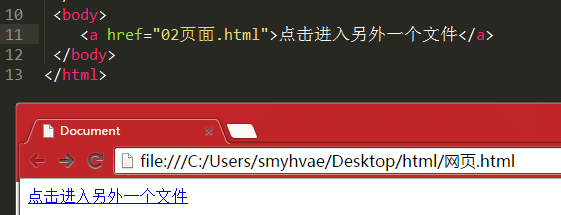 10 <body>
11 <a href="02页面.html">点击进入另外一个文件</a>
12 </body>
13 </html>
Document
file:///C:/Users/smyhvae/Desktop/html/网页.html
点击进入另外一个文件